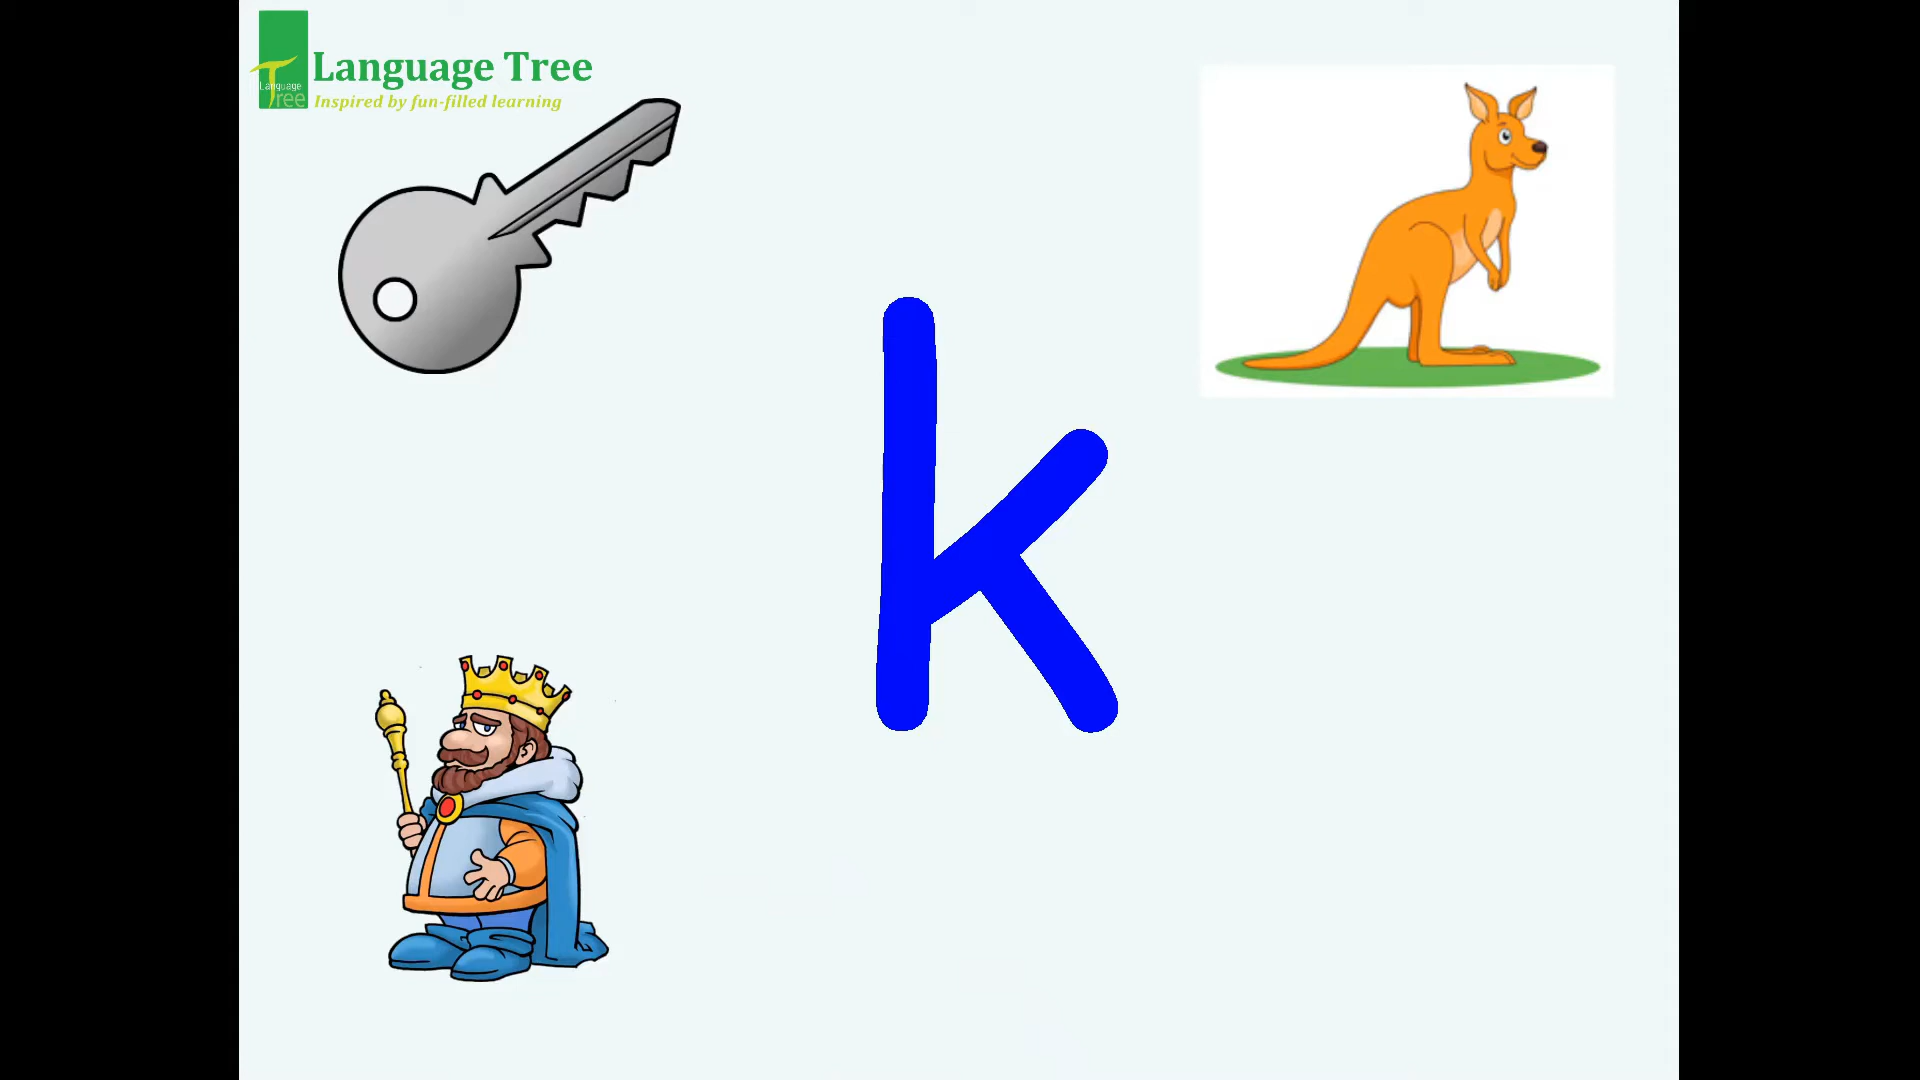 Language Tree
Inspired by fun-filled learning
Language
Tree
k